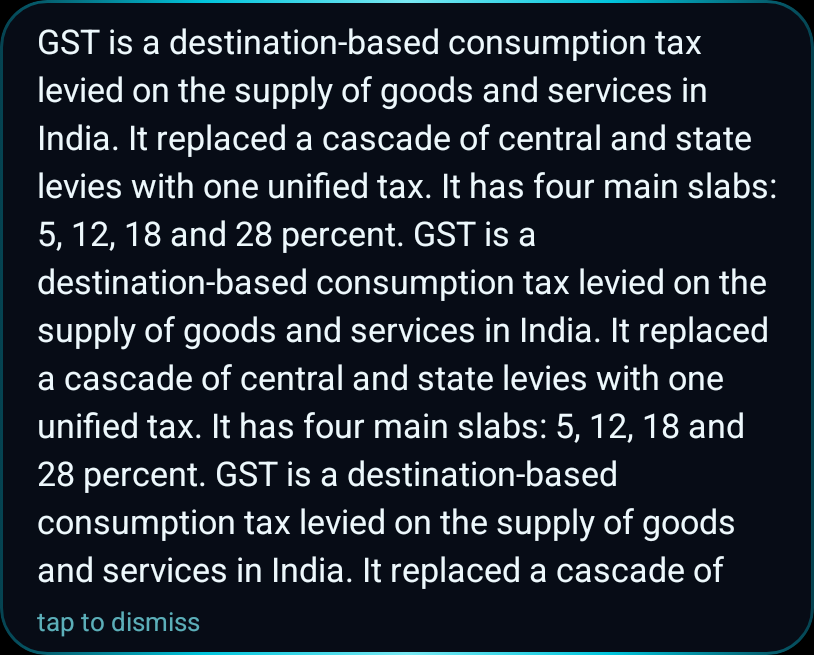 GST is a destination-based consumption tax
levied on the supply of goods and services in
India. It replaced a cascade of central and state
levies with one unified tax. It has four main slabs:
5, 12, 18 and 28 percent. GST is a
destination-based consumption tax levied on the
supply of goods and services in India. It replaced
a cascade of central and state levies with one
unified tax. It has four main slabs: 5, 12, 18 and
28 percent. GST is a destination-based
consumption tax levied on the supply of goods
and services in India. It replaced a cascade of
tap to dismiss